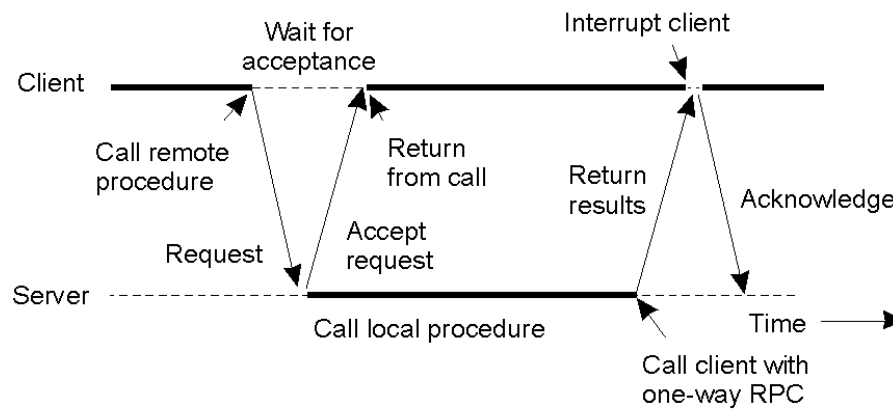 Wait for
acceptance
Interrupt client
Client
Call remote
procedure
Return
from call
Return
results
Acknowledge
Request
Accept
request
Server
Call local procedure
Time
Call client with
one-way RPC